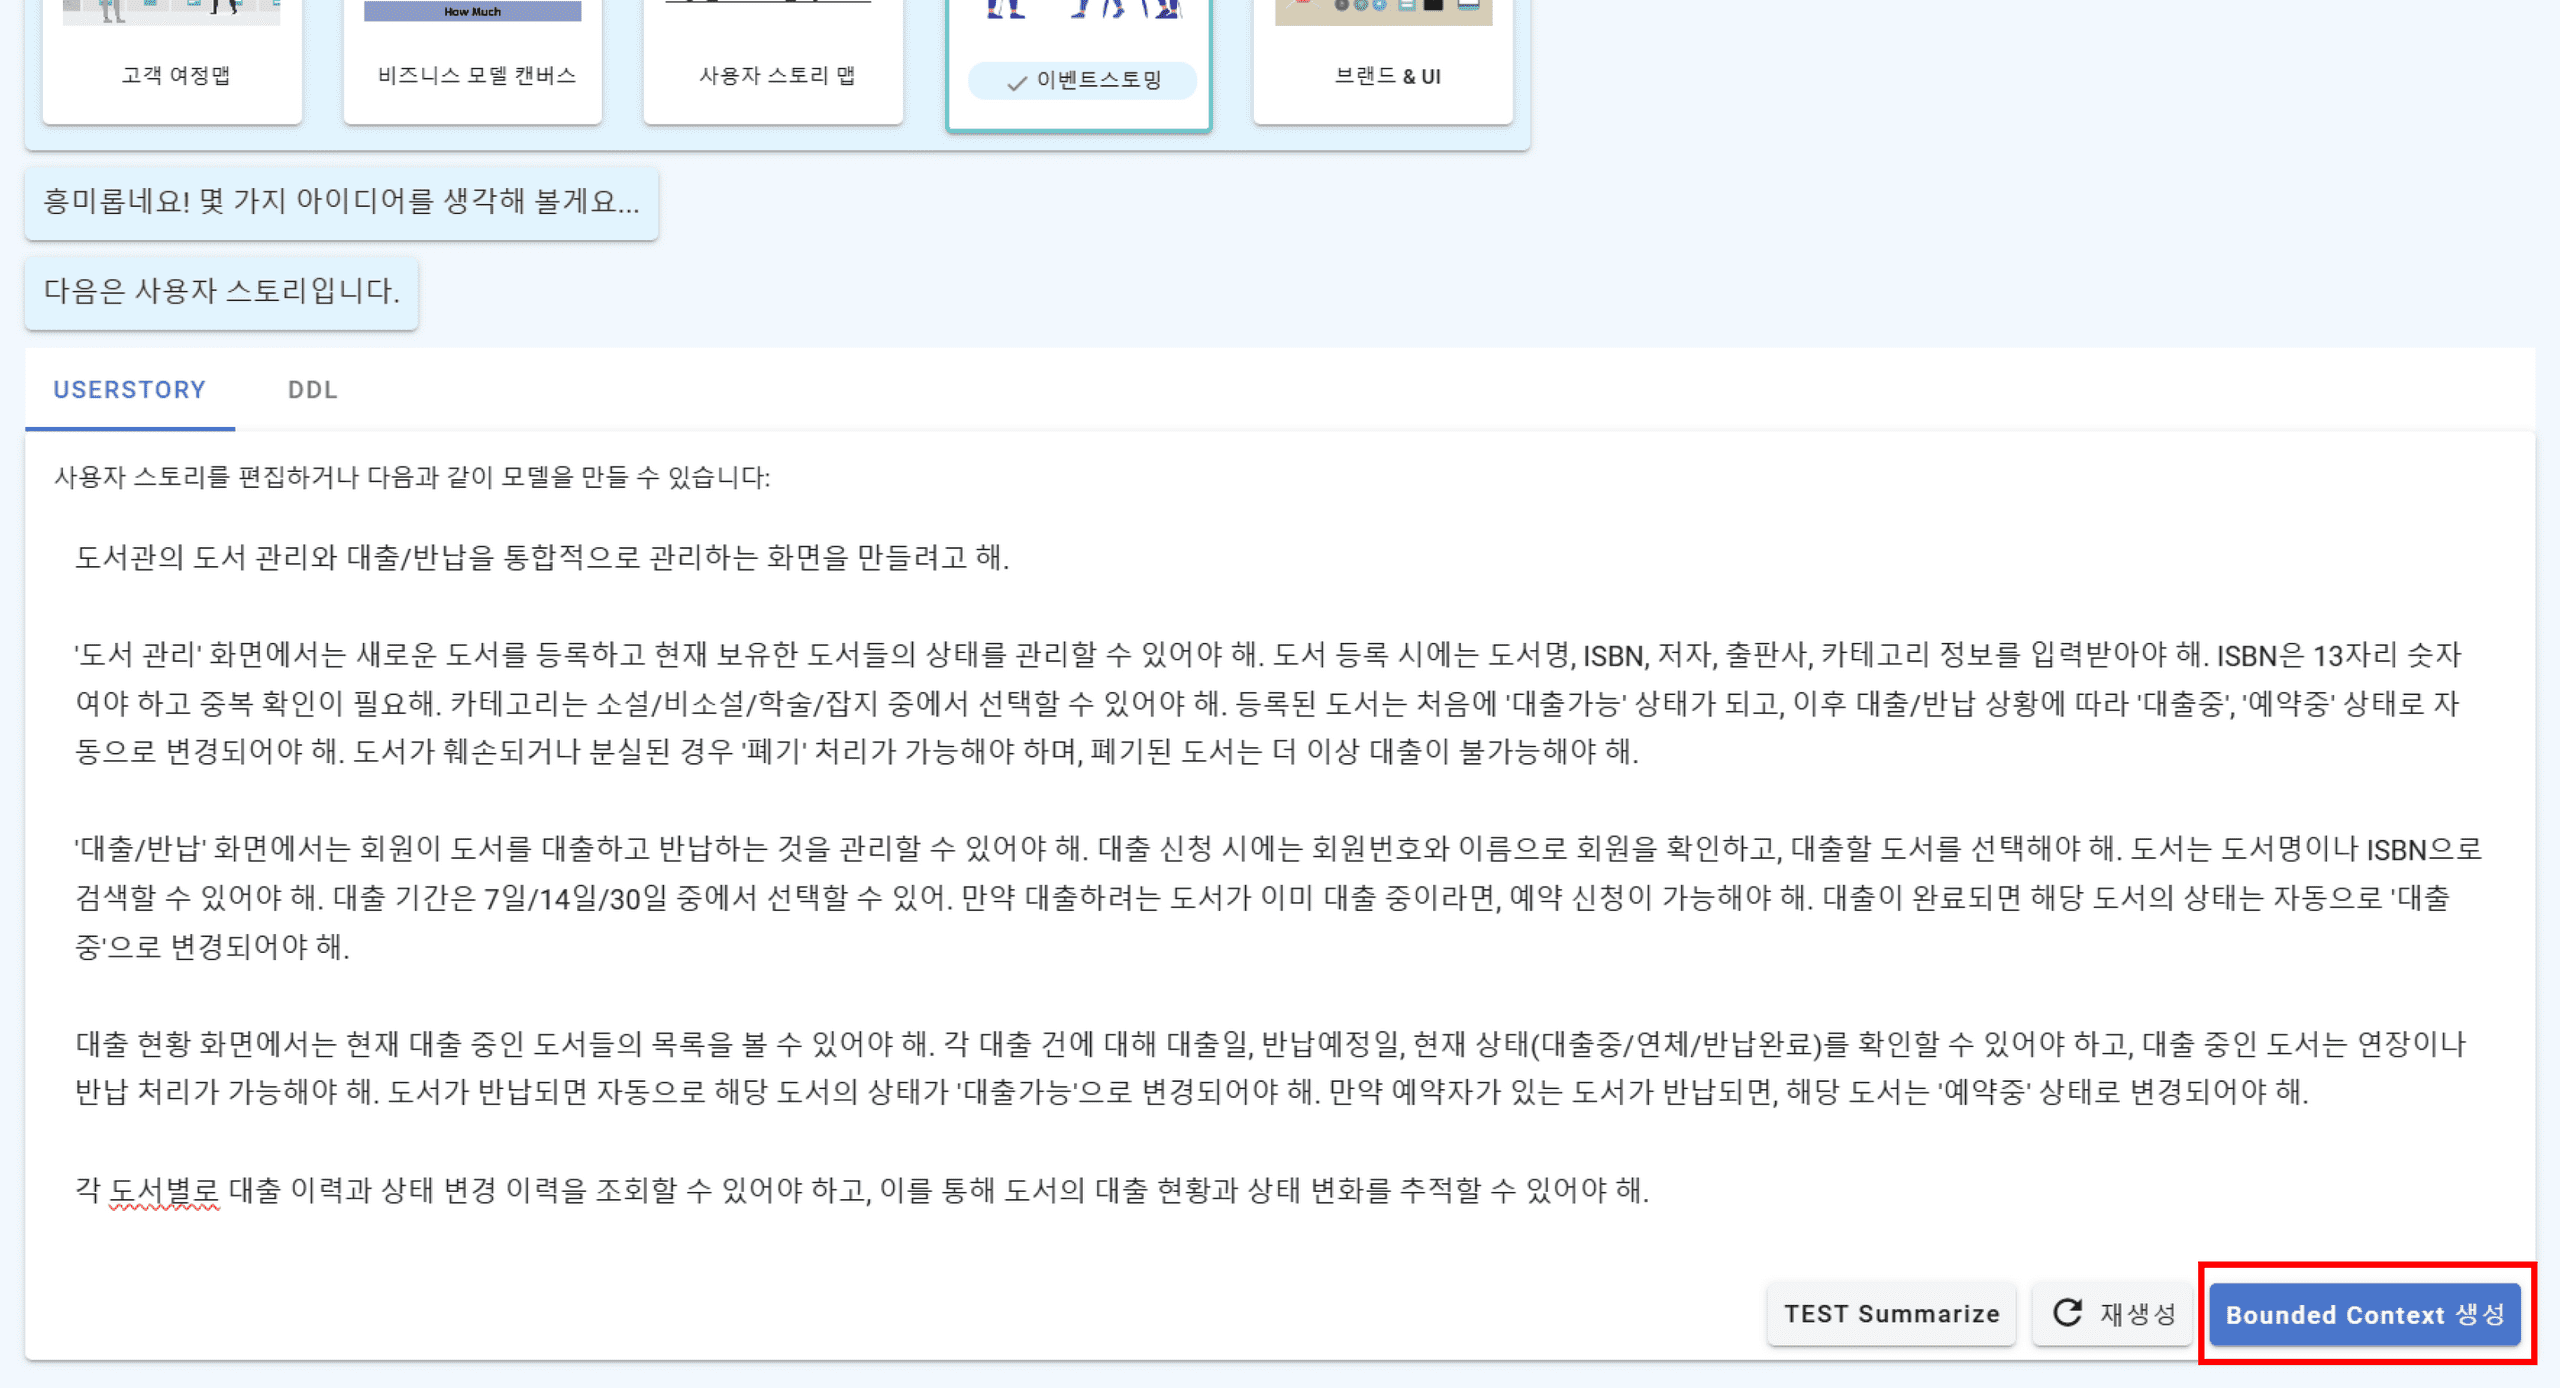 How Much
고객 여정맵
비즈니스 모델 캔버스
사용자 스토리 맵
이벤트스토밍
브랜드 & UI
흥미롭네요! 몇 가지 아이디어를 생각해 볼게요...
다음은 사용자 스토리입니다.
USERSTORY
DDL
사용자 스토리를 편집하거나 다음과 같이 모델을 만들 수 있습니다:
도서관의 도서 관리와 대출/반납을 통합적으로 관리하는 화면을 만들려고 해.
'도서 관리' 화면에서는 새로운 도서를 등록하고 현재 보유한 도서들의 상태를 관리할 수 있어야 해. 도서 등록 시에는 도서명, ISBN, 저자, 출판사, 카테고리 정보를 입력받아야 해. ISBN은 13자리 숫자
여야 하고 중복 확인이 필요해. 카테고리는 소설/비소설/학술/잡지 중에서 선택할 수 있어야 해. 등록된 도서는 처음에 '대출가능' 상태가 되고, 이후 대출/반납 상황에 따라 '대출중', '예약중' 상태로 자
동으로 변경되어야 해. 도서가 훼손되거나 분실된 경우 '폐기' 처리가 가능해야 하며, 폐기된 도서는 더 이상 대출이 불가능해야 해.
'대출/반납' 화면에서는 회원이 도서를 대출하고 반납하는 것을 관리할 수 있어야 해. 대출 신청 시에는 회원번호와 이름으로 회원을 확인하고, 대출할 도서를 선택해야 해. 도서는 도서명이나 ISBN으로
검색할 수 있어야 해. 대출 기간은 7일/14일/30일 중에서 선택할 수 있어. 만약 대출하려는 도서가 이미 대출 중이라면, 예약 신청이 가능해야 해. 대출이 완료되면 해당 도서의 상태는 자동으로 '대출
중'으로 변경되어야 해.
대출 현황 화면에서는 현재 대출 중인 도서들의 목록을 볼 수 있어야 해. 각 대출 건에 대해 대출일, 반납예정일, 현재 상태(대출중/연체/반납완료)를 확인할 수 있어야 하고, 대출 중인 도서는 연장이나
반납 처리가 가능해야 해. 도서가 반납되면 자동으로 해당 도서의 상태가 '대출가능'으로 변경되어야 해. 만약 예약자가 있는 도서가 반납되면, 해당 도서는 '예약중' 상태로 변경되어야 해.
각 도서별로 대출 이력과 상태 변경 이력을 조회할 수 있어야 하고, 이를 통해 도서의 대출 현황과 상태 변화를 추적할 수 있어야 해.
TEST Summarize
재생성
Bounded Context 생성